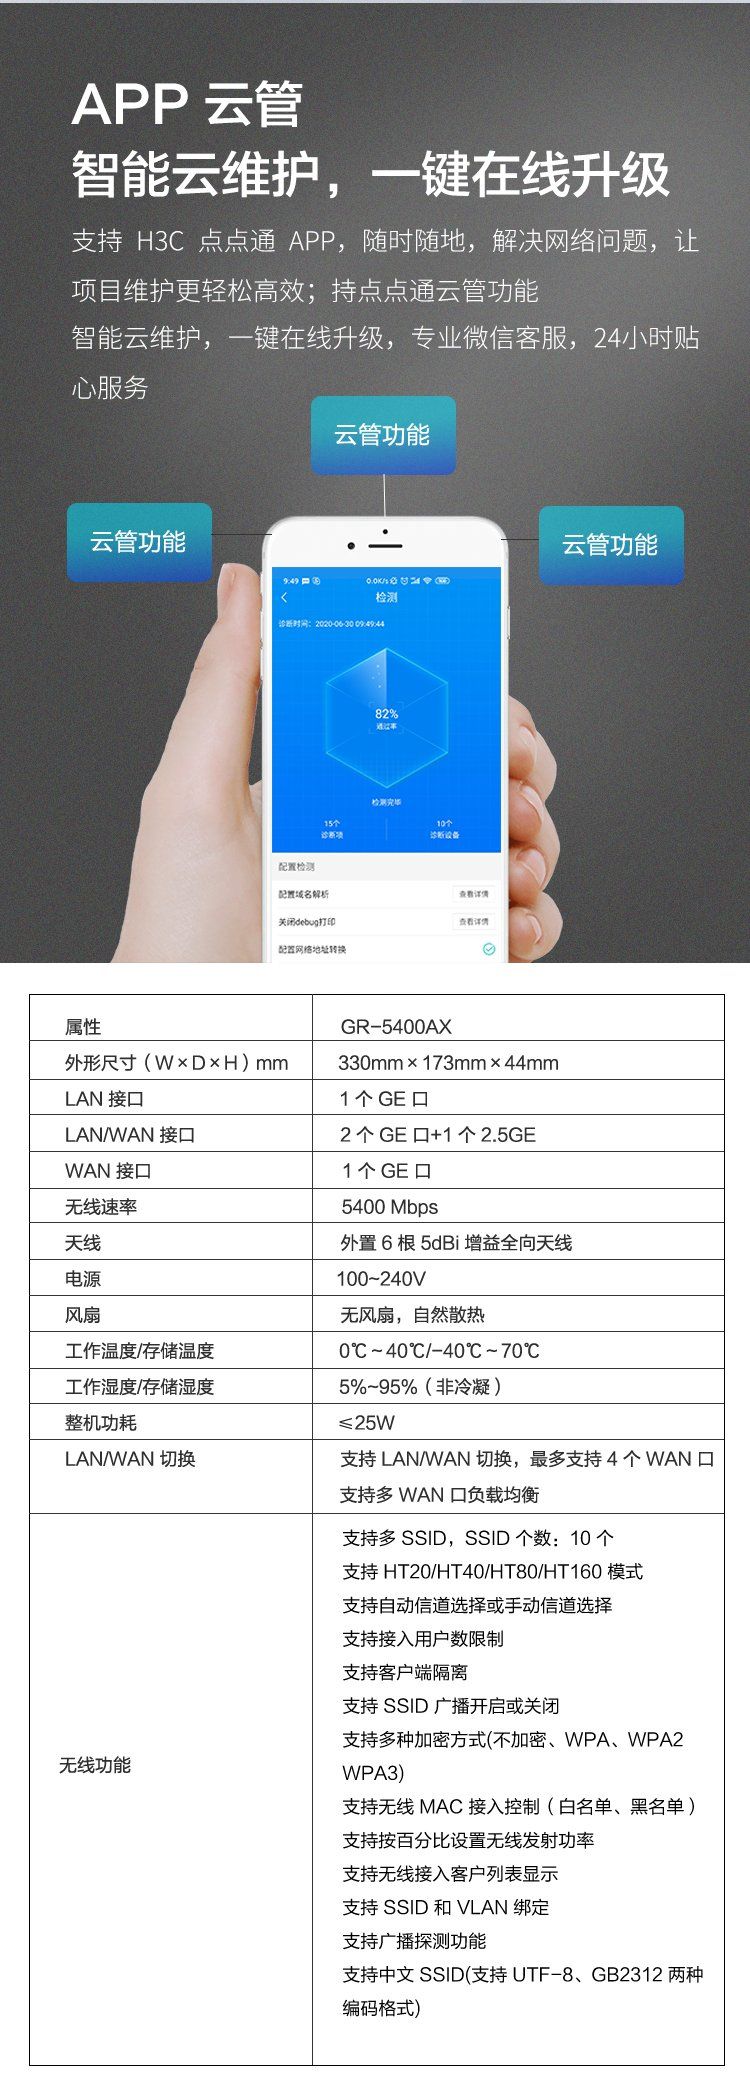 APP 云管
智能云维护，一键在线升级
支持 H3C 点点通 APP，随时随地，解决网络问题，让
项目维护更轻松高效；持点点通云管功能
智能云维护，一键在线升级，专业微信客服，24小时贴
心服务
云管功能
云管功能
云管功能
9:49
0.0K/s
检测
诊断时间：2020-06-30 09:49:44
82%
通过率
检测完毕
15个 10个
诊断项 诊断设备
配置检测
配置域名解析 查看详情
关闭debug打印 查看详情
配置网络地址转换
属性 GR-5400AX
外形尺寸（W×D×H）mm 330mm×173mm×44mm
LAN 接口 1 个 GE 口
LAN/WAN 接口 2 个 GE 口+1 个 2.5GE
WAN 接口 1 个 GE 口
无线速率 5400 Mbps
天线 外置 6 根 5dBi 增益全向天线
电源 100~240V
风扇 无风扇，自然散热
工作温度/存储温度 0℃～40℃/-40℃～70℃
工作湿度/存储湿度 5%~95%（非冷凝）
整机功耗 ≤25W
LAN/WAN 切换 支持 LAN/WAN 切换，最多支持 4 个 WAN 口
支持多 WAN 口负载均衡
无线功能
支持多 SSID，SSID 个数：10 个
支持 HT20/HT40/HT80/HT160 模式
支持自动信道选择或手动信道选择
支持接入用户数限制
支持客户端隔离
支持 SSID 广播开启或关闭
支持多种加密方式(不加密、WPA、WPA2
WPA3)
支持无线 MAC 接入控制（白名单、黑名单）
支持按百分比设置无线发射功率
支持无线接入客户列表显示
支持 SSID 和 VLAN 绑定
支持广播探测功能
支持中文 SSID(支持 UTF-8、GB2312 两种
编码格式)